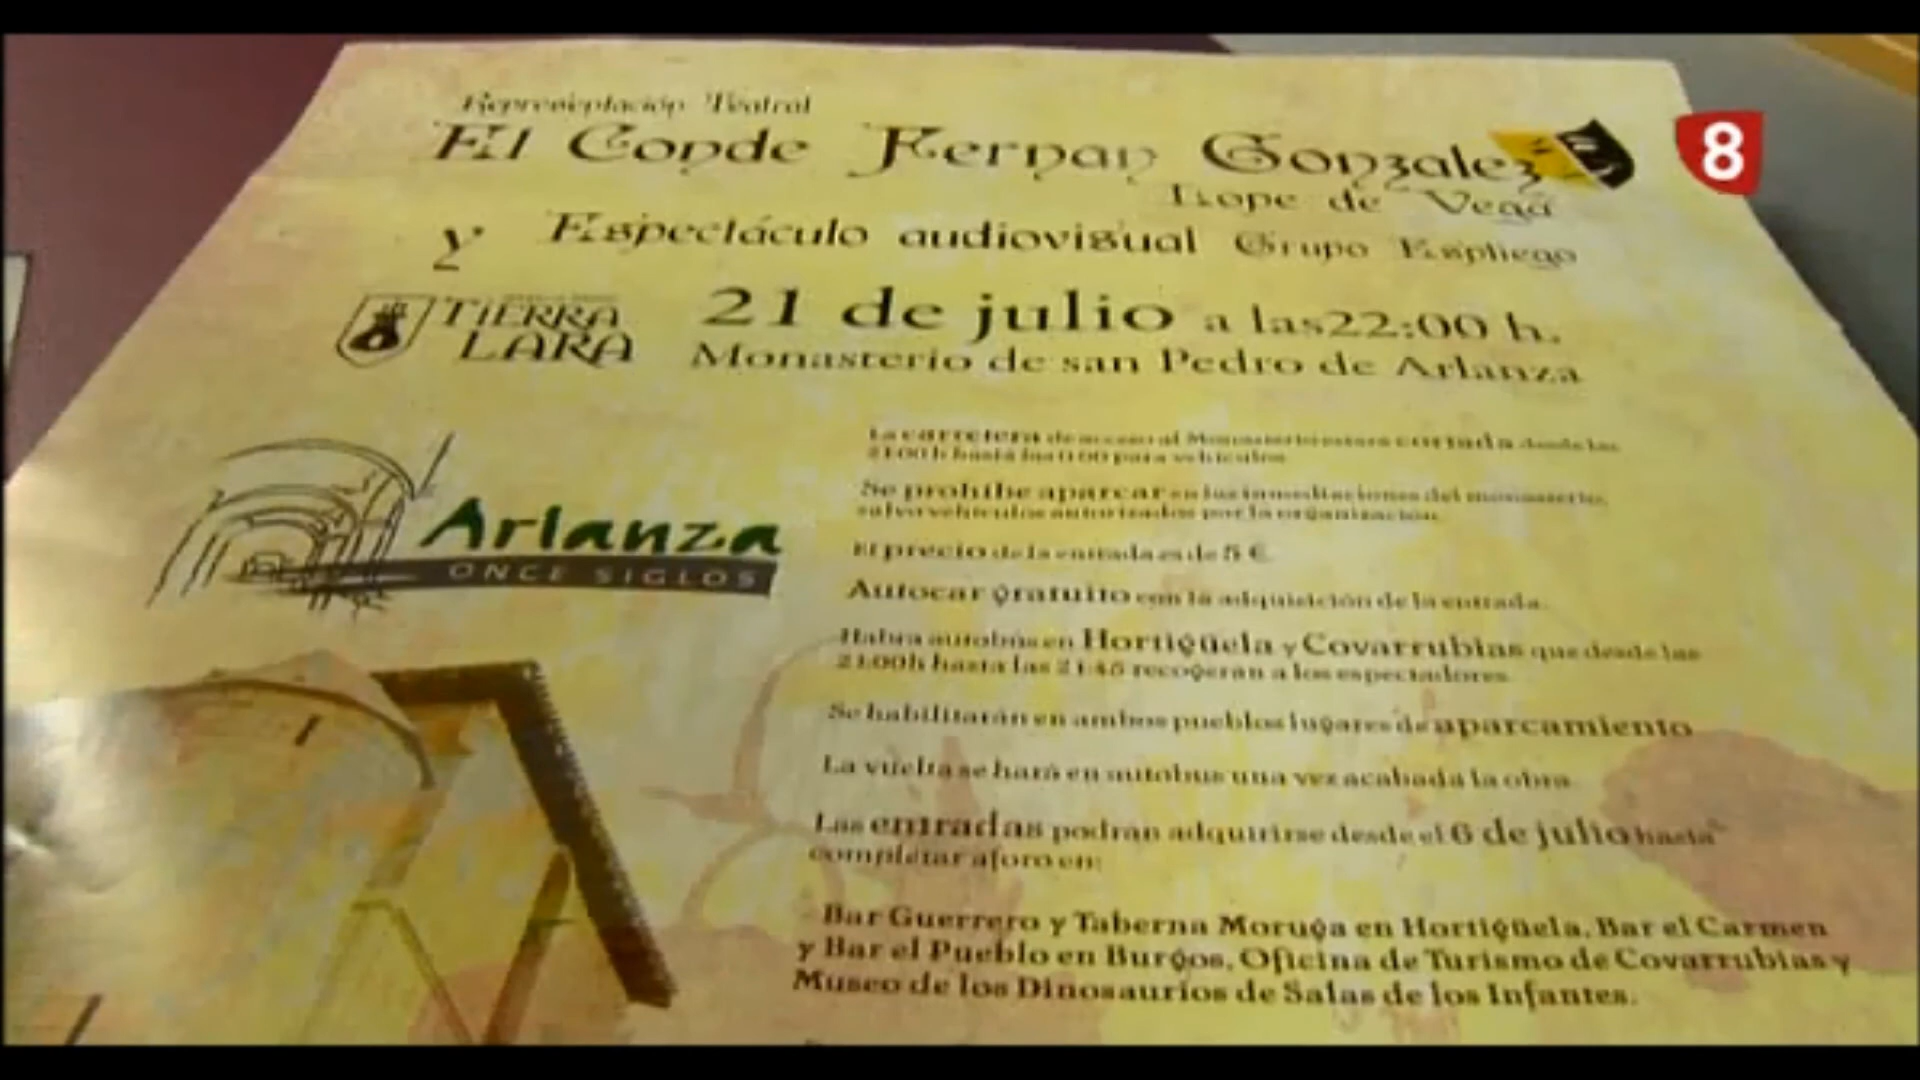 Representación Teatral
El Conde Fernan Gonzalez
Lope de Vega
y Espectáculo audiovisual Grupo Espliego
8
TIERRA LARA
21 de julio a las 22:00 h.
Monasterio de san Pedro de Arlanza
Arlanza
ONCE SIGLOS
La carretera de acceso al Monasterio estara cortada desde las
21:00 h hasta las 0:00 para vehiculos
Se prohibe aparcar en las inmediaciones del monasterio,
salvo vehiculos autorizados por la organización.
El precio de la entrada es de 5 €
Autocar gratuito con la adquisición de la entrada.
Habra autobus en Hortigüela y Covarrubias que desde las
21:00h hasta las 21:45 recogeran a los espectadores
Se habilitarán en ambos pueblos lugares de aparcamiento
La vuelta se hará en autobus una vez acabada la obra
Las entradas podran adquirirse desde el 6 de julio hasta
completar aforo en:
- Bar Guerrero y Taberna Moruga en Hortigüela, Bar el Carmen
y Bar el Pueblo en Burgos, Oficina de Turismo de Covarrubias y
Museo de los Dinosaurios de Salas de los Infantes.